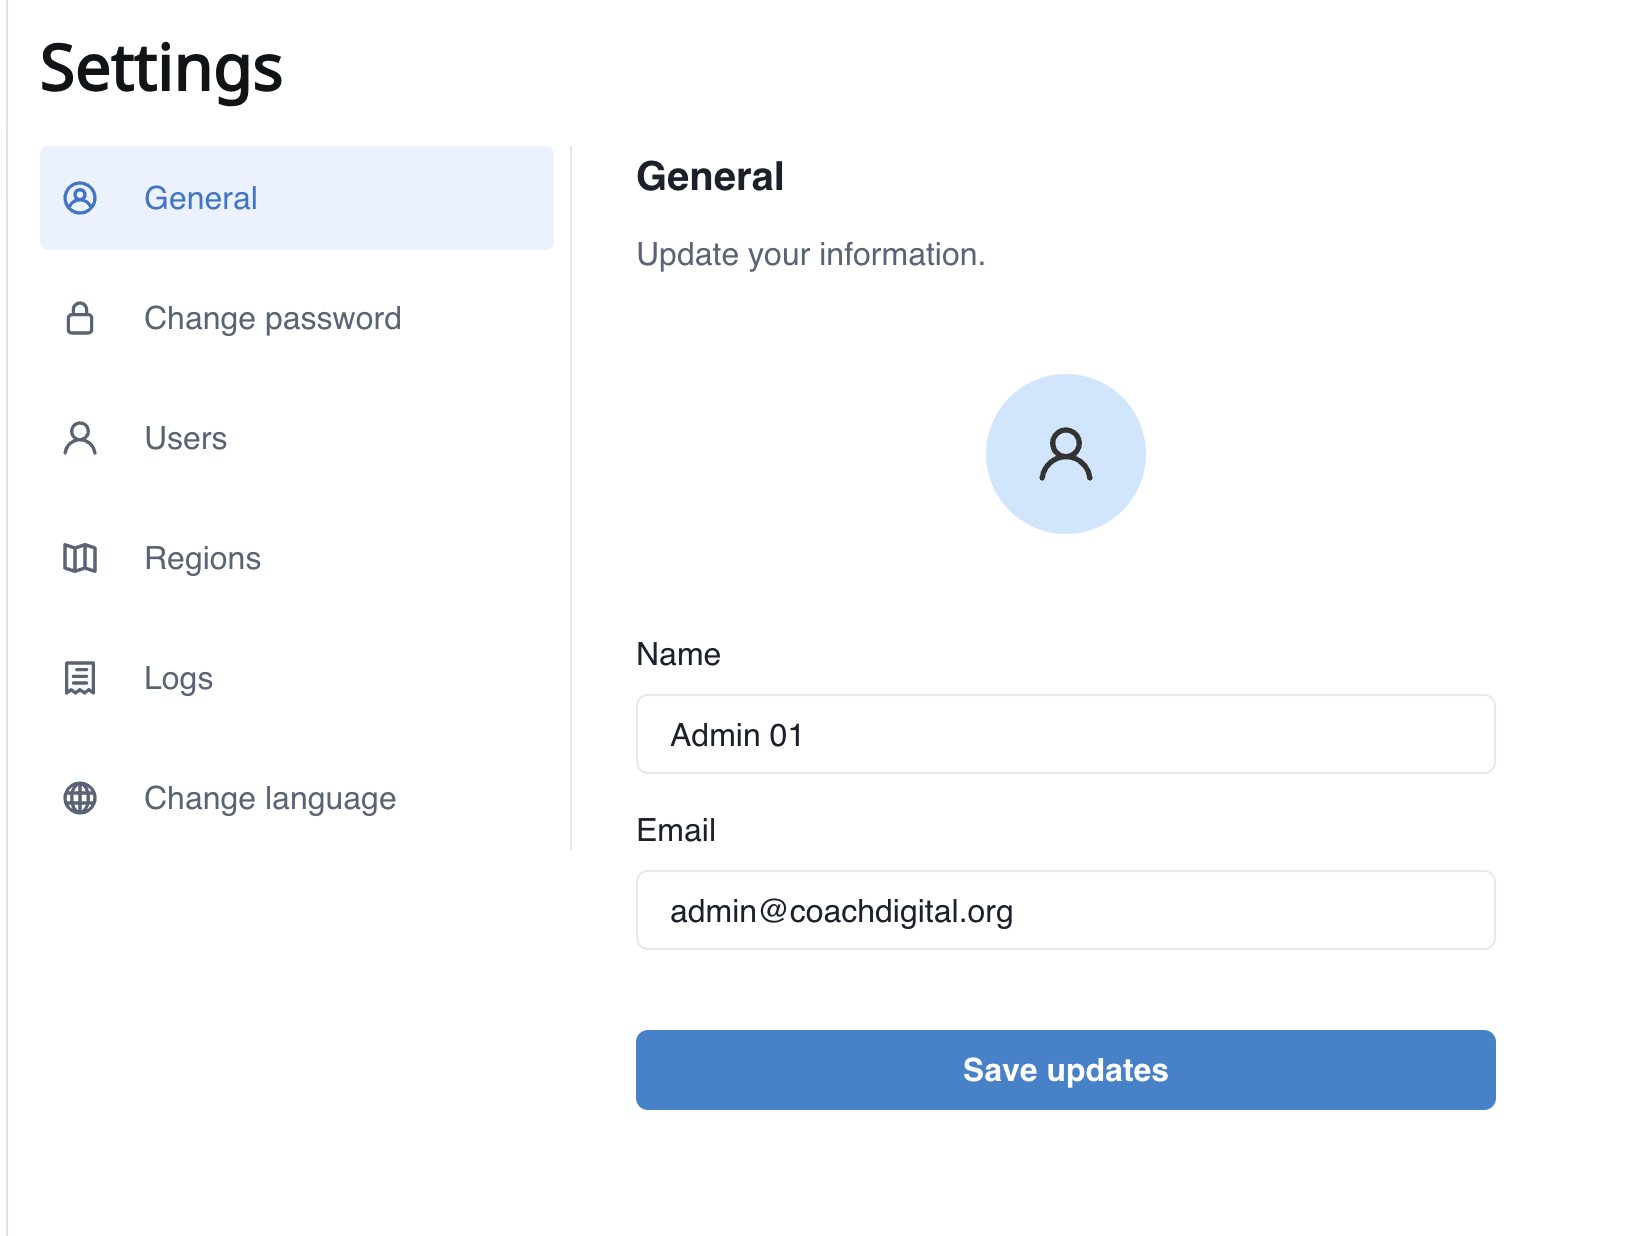 Settings
General
Change password
Users
Regions
Logs
Change language
General
Update your information.
Name
Admin 01
Email
admin@coachdigital.org
Save updates